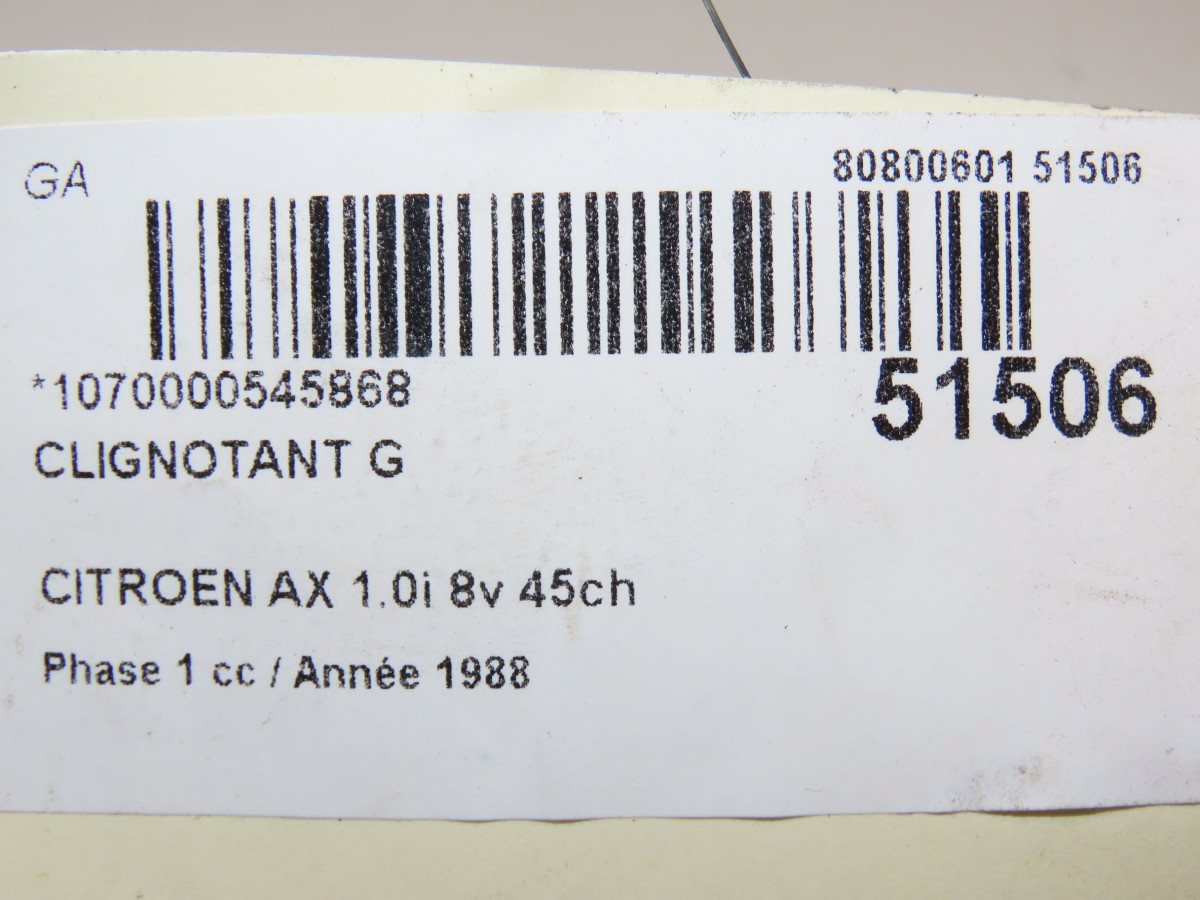 GA
80800601 51506
*1070000545868
51506
CLIGNOTANT G
CITROEN AX 1.0i 8v 45ch
Phase 1 cc / Année 1988